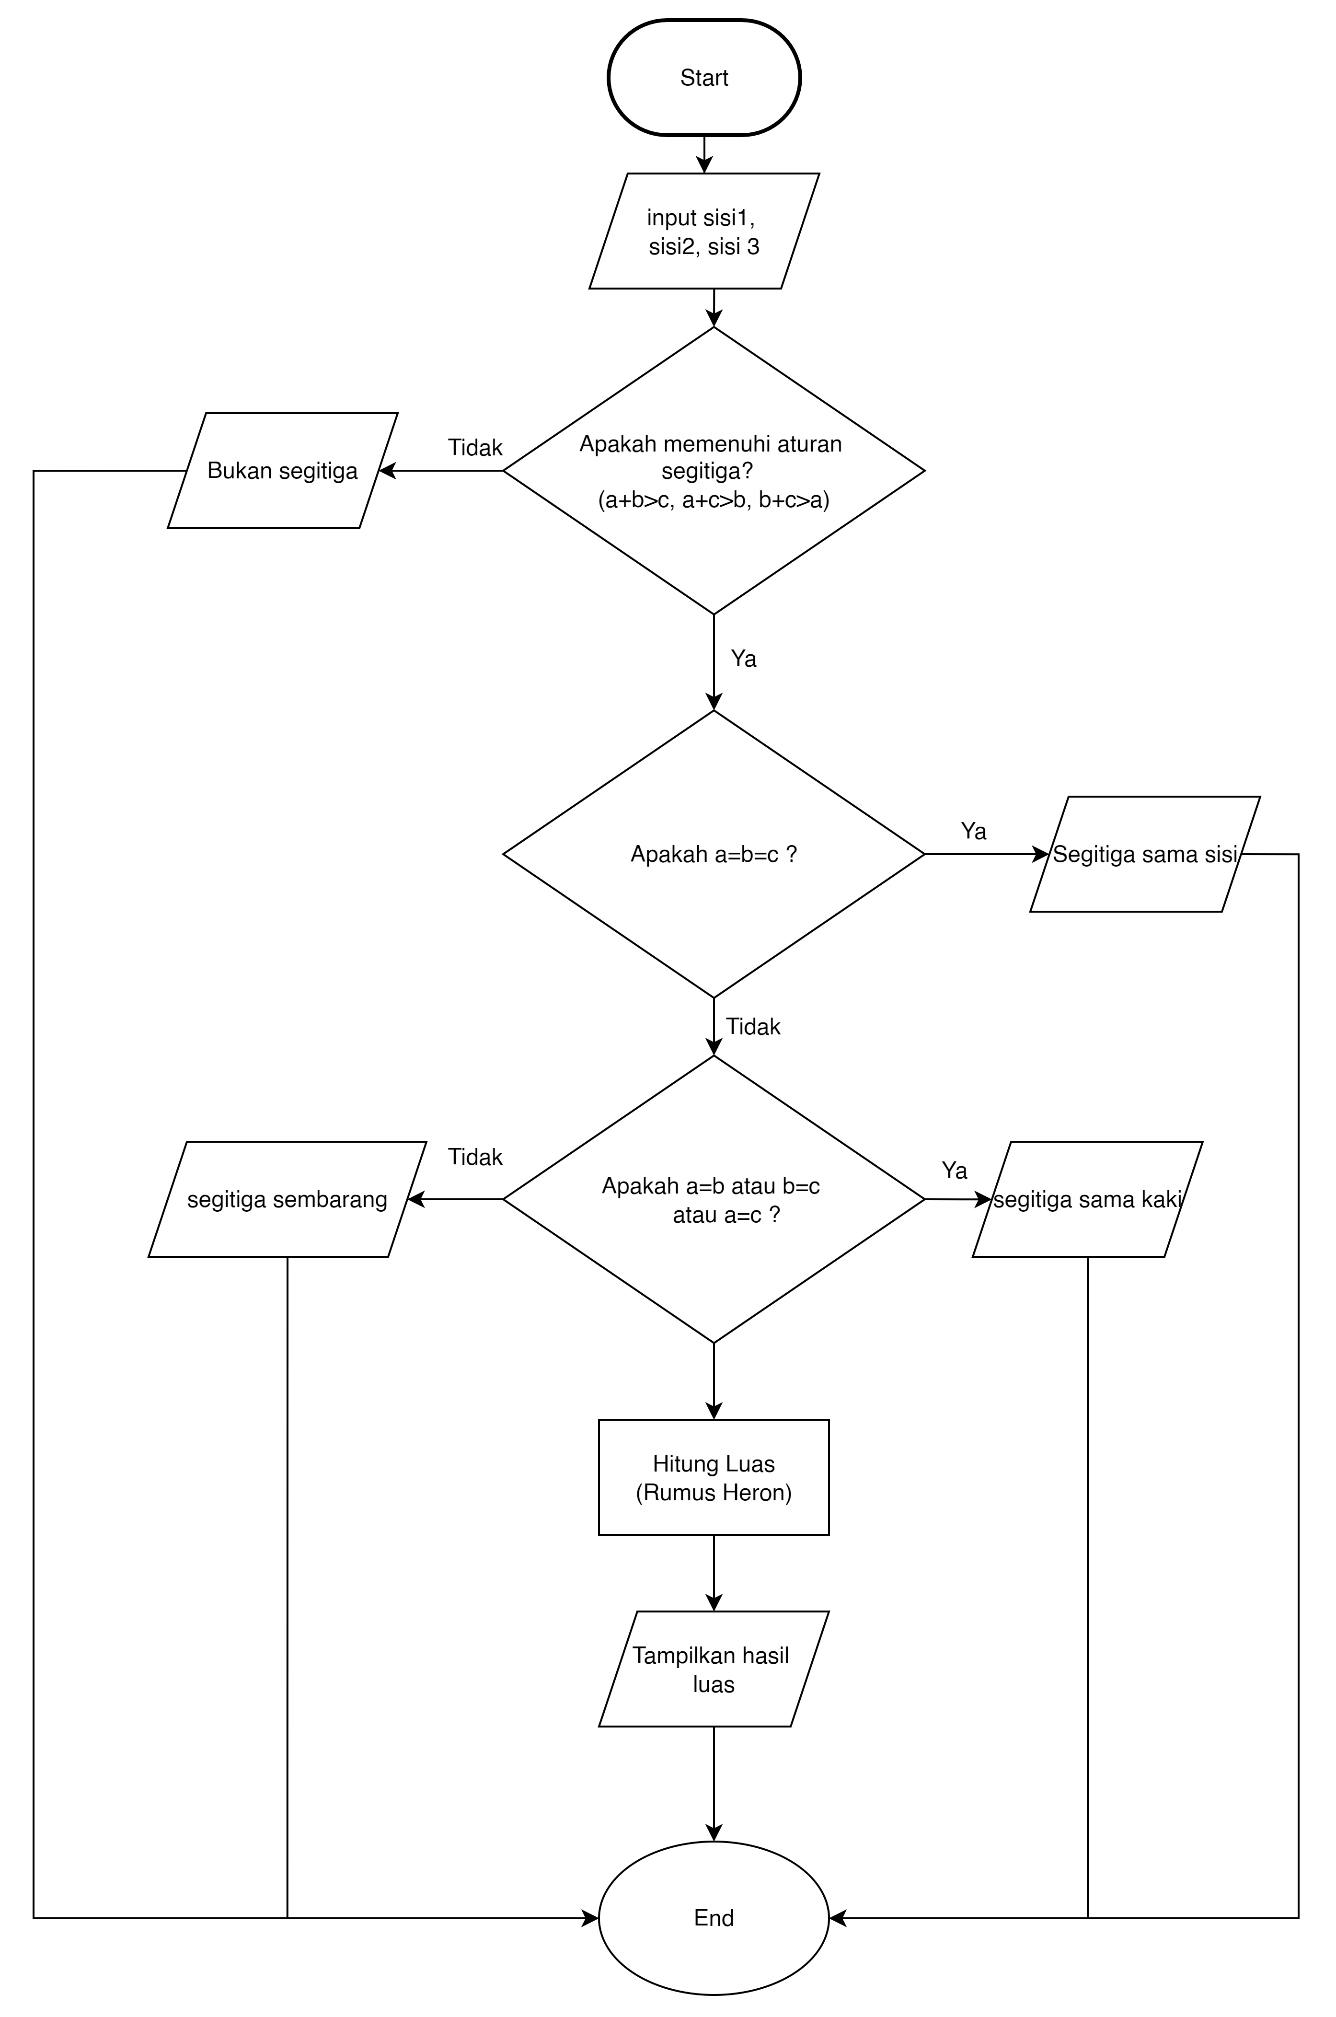 Start
input sisi1,
sisi2, sisi 3
Apakah memenuhi aturan
segitiga?
(a+b>c, a+c>b, b+c>a)
Tidak
Bukan segitiga
Ya
Apakah a=b=c ?
Ya
Segitiga sama sisi
Tidak
Apakah a=b atau b=c
atau a=c ?
Tidak
segitiga sembarang
Ya
segitiga sama kaki
Hitung Luas
(Rumus Heron)
Tampilkan hasil
luas
End